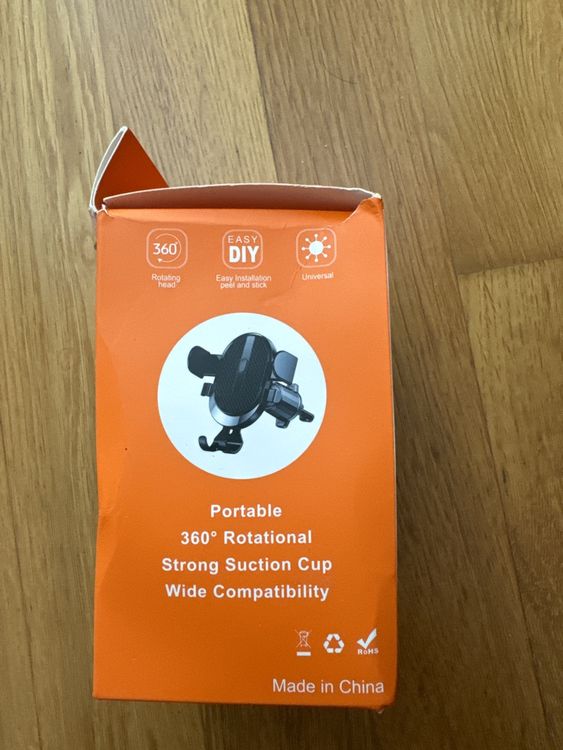 360°
EASY
DIY
Rotating
head
Easy Installation
peel and stick
Universal
Portable
360° Rotational
Strong Suction Cup
Wide Compatibility
RoHS
Made in China